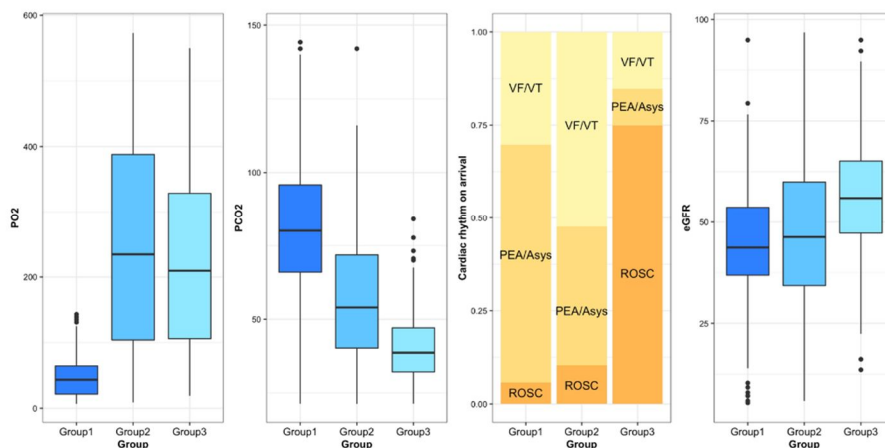 PO2
600
400
200
0
Group1 Group2 Group3
Group
PCO2
150
100
50
Group1 Group2 Group3
Group
Cardiac rhythm on arrival
1.00
0.75
0.50
0.25
0.00
VF/VT
PEA/Asys
ROSC
VF/VT
PEA/Asys
ROSC
VF/VT
PEA/Asys
ROSC
Group1 Group2 Group3
Group
eGFR
100
75
50
25
Group1 Group2 Group3
Group